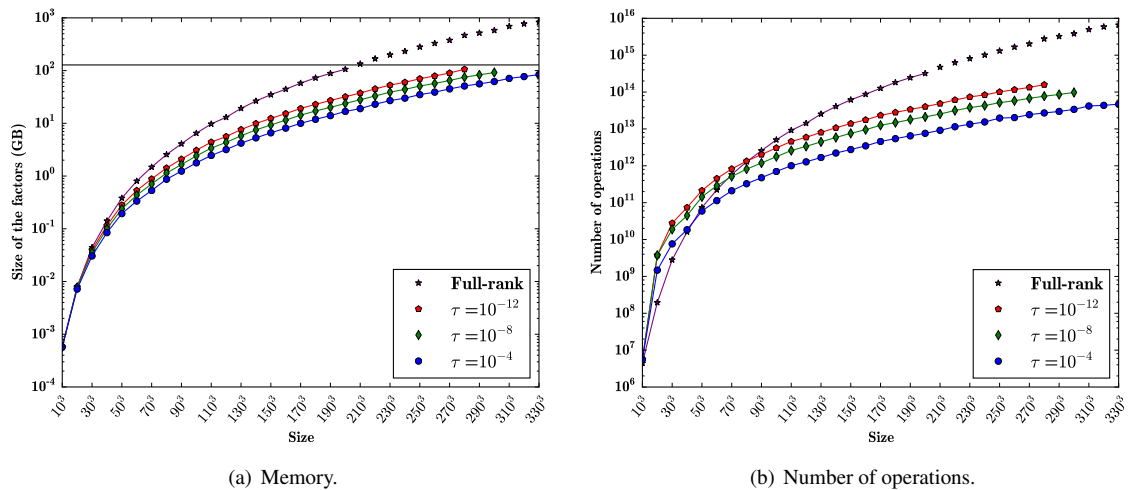 10³
10²
10¹
10⁰
10⁻¹
10⁻²
10⁻³
10⁻⁴
Size of the factors (GB)
10³ 30³ 50³ 70³ 90³ 110³ 130³ 150³ 170³ 190³ 210³ 230³ 250³ 270³ 290³ 310³ 330³
Size
Full-rank
τ =10⁻¹²
τ =10⁻⁸
τ =10⁻⁴
(a) Memory.
10¹⁶
10¹⁵
10¹⁴
10¹³
10¹²
10¹¹
10¹⁰
10⁹
10⁸
10⁷
10⁶
Number of operations
10³ 30³ 50³ 70³ 90³ 110³ 130³ 150³ 170³ 190³ 210³ 230³ 250³ 270³ 290³ 310³ 330³
Size
Full-rank
τ =10⁻¹²
τ =10⁻⁸
τ =10⁻⁴
(b) Number of operations.